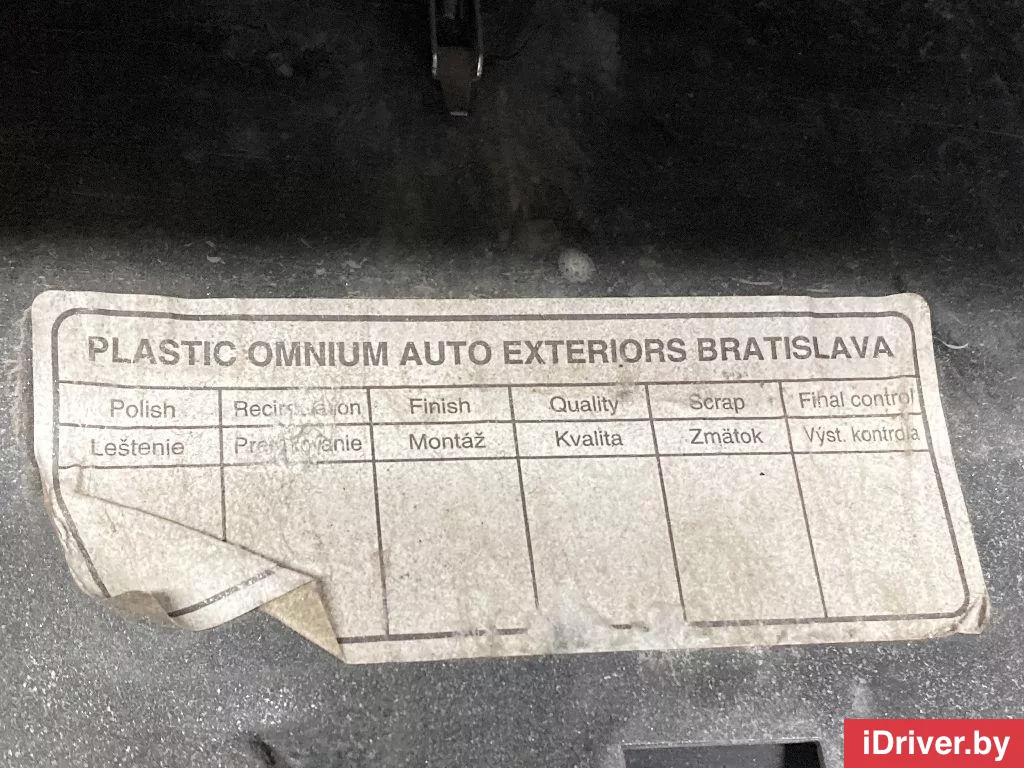 PLASTIC OMNIUM AUTO EXTERIORS BRATISLAVA
Polish Finish Quality Scrap Final control
Leštenie Montáž Kvalita Zmätok Výst. kontrola
iDriver.by